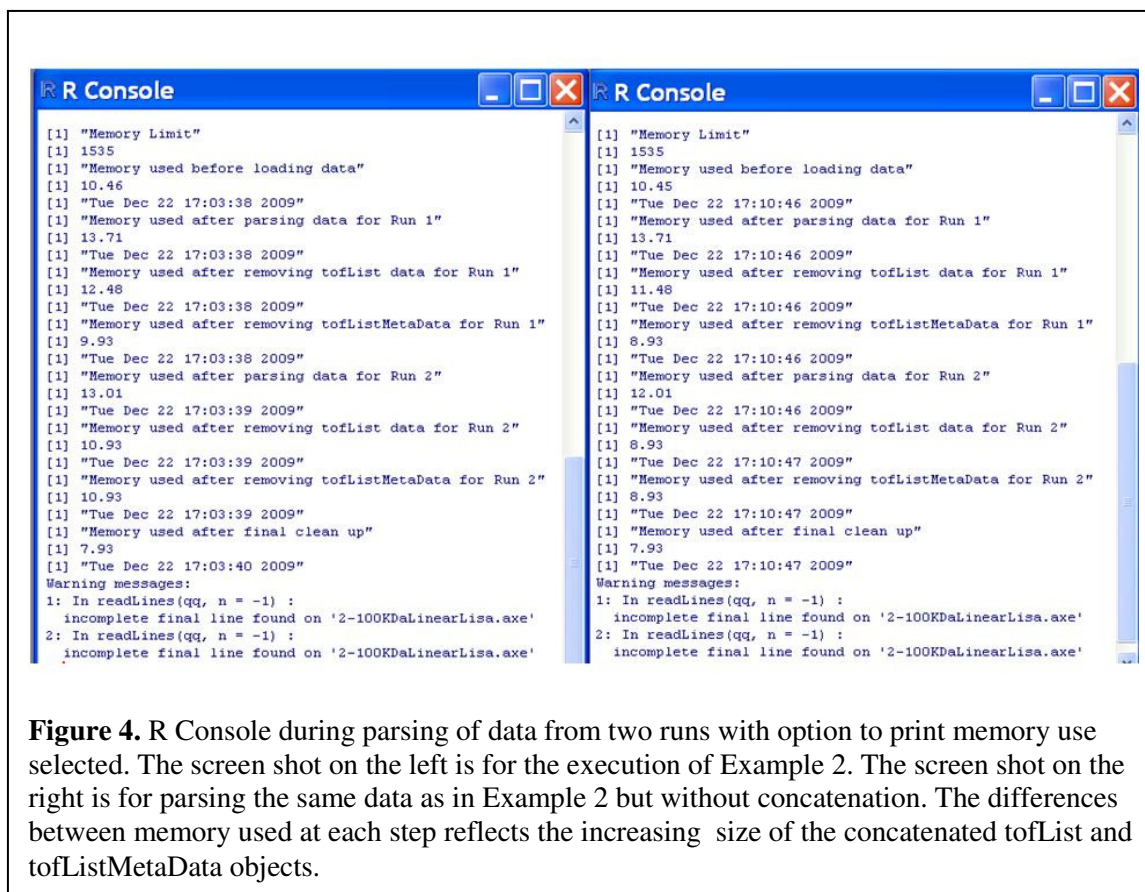 R Console
[1] "Memory Limit"
[1] 1535
[1] "Memory used before loading data"
[1] 10.46
[1] "Tue Dec 22 17:03:38 2009"
[1] "Memory used after parsing data for Run 1"
[1] 13.71
[1] "Tue Dec 22 17:03:38 2009"
[1] "Memory used after removing tofList data for Run 1"
[1] 12.48
[1] "Tue Dec 22 17:03:38 2009"
[1] "Memory used after removing tofListMetaData for Run 1"
[1] 9.93
[1] "Tue Dec 22 17:03:38 2009"
[1] "Memory used after parsing data for Run 2"
[1] 13.01
[1] "Tue Dec 22 17:03:39 2009"
[1] "Memory used after removing tofList data for Run 2"
[1] 10.93
[1] "Tue Dec 22 17:03:39 2009"
[1] "Memory used after removing tofListMetaData for Run 2"
[1] 10.93
[1] "Tue Dec 22 17:03:39 2009"
[1] "Memory used after final clean up"
[1] 7.93
[1] "Tue Dec 22 17:03:40 2009"
Warning messages:
1: In readLines(qq, n = -1) :
incomplete final line found on '2-100KDaLinearLisa.axe'
2: In readLines(qq, n = -1) :
incomplete final line found on '2-100KDaLinearLisa.axe'
R Console
[1] "Memory Limit"
[1] 1535
[1] "Memory used before loading data"
[1] 10.45
[1] "Tue Dec 22 17:10:46 2009"
[1] "Memory used after parsing data for Run 1"
[1] 13.71
[1] "Tue Dec 22 17:10:46 2009"
[1] "Memory used after removing tofList data for Run 1"
[1] 11.48
[1] "Tue Dec 22 17:10:46 2009"
[1] "Memory used after removing tofListMetaData for Run 1"
[1] 8.93
[1] "Tue Dec 22 17:10:46 2009"
[1] "Memory used after parsing data for Run 2"
[1] 12.01
[1] "Tue Dec 22 17:10:46 2009"
[1] "Memory used after removing tofList data for Run 2"
[1] 8.93
[1] "Tue Dec 22 17:10:47 2009"
[1] "Memory used after removing tofListMetaData for Run 2"
[1] 8.93
[1] "Tue Dec 22 17:10:47 2009"
[1] "Memory used after final clean up"
[1] 7.93
[1] "Tue Dec 22 17:10:47 2009"
Warning messages:
1: In readLines(qq, n = -1) :
incomplete final line found on '2-100KDaLinearLisa.axe'
2: In readLines(qq, n = -1) :
incomplete final line found on '2-100KDaLinearLisa.axe'
Figure 4. R Console during parsing of data from two runs with option to print memory use
selected. The screen shot on the left is for the execution of Example 2. The screen shot on the
right is for parsing the same data as in Example 2 but without concatenation. The differences
between memory used at each step reflects the increasing size of the concatenated tofList and
tofListMetaData objects.